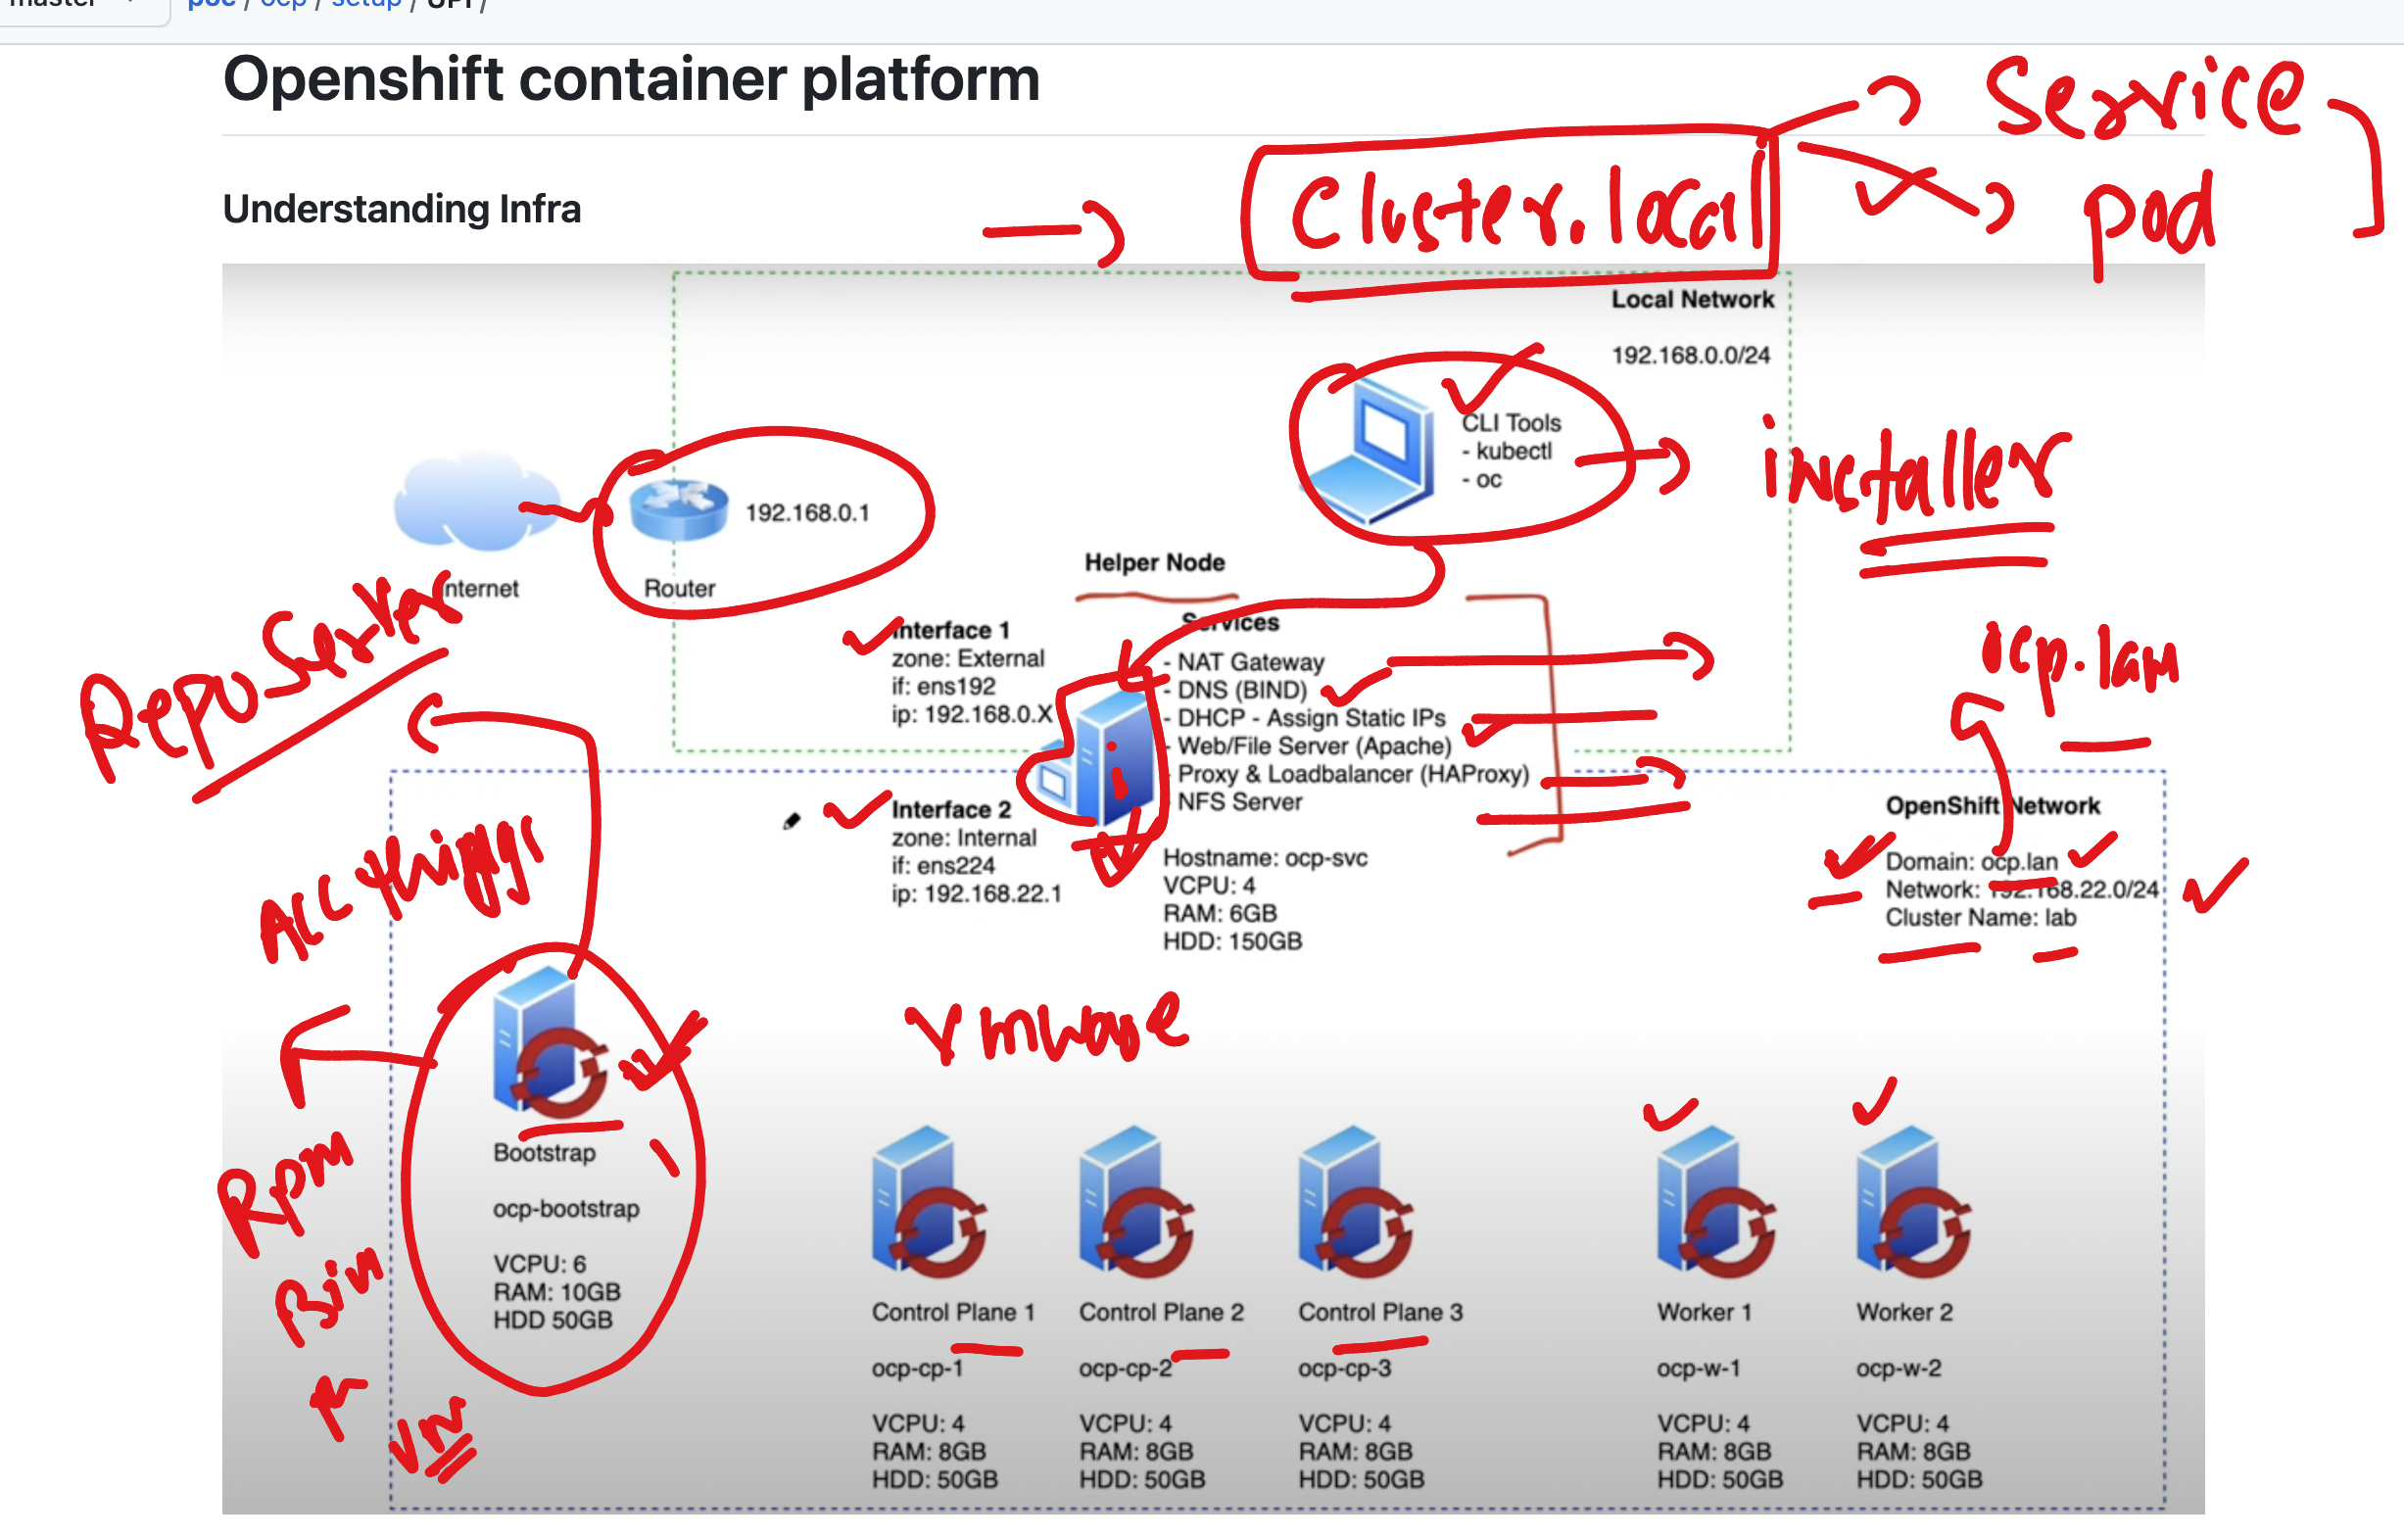 master
poc / ocp / setup / UPI /
Openshift container platform
Service
Cluster.local
pod
Understanding Infra
Local Network
192.168.0.0/24
CLI Tools
- kubectl
- oc
installer
192.168.0.1
nternet
Router
Repo Server
Helper Node
Services
- NAT Gateway
- DNS (BIND)
- DHCP - Assign Static IPs
- Web/File Server (Apache)
- Proxy & Loadbalancer (HAProxy)
- NFS Server
Interface 1
zone: External
if: ens192
ip: 192.168.0.X
ocp.lan
Interface 2
zone: Internal
if: ens224
ip: 192.168.22.1
Hostname: ocp-svc
VCPU: 4
RAM: 6GB
HDD: 150GB
OpenShift Network
Domain: ocp.lan
Network: 192.168.22.0/24
Cluster Name: lab
All things
Vmware
Rpm
Bin
Bootstrap
ocp-bootstrap
VCPU: 6
RAM: 10GB
HDD 50GB
Control Plane 1
ocp-cp-1
VCPU: 4
RAM: 8GB
HDD: 50GB
Control Plane 2
ocp-cp-2
VCPU: 4
RAM: 8GB
HDD: 50GB
Control Plane 3
ocp-cp-3
VCPU: 4
RAM: 8GB
HDD: 50GB
Worker 1
ocp-w-1
VCPU: 4
RAM: 8GB
HDD: 50GB
Worker 2
ocp-w-2
VCPU: 4
RAM: 8GB
HDD: 50GB